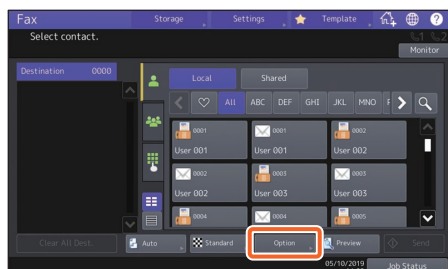 Fax Storage Settings Template ?
Select contact. 1 2
Monitor
Destination 0000
Local Shared
All ABC DEF GHI JKL MNO
0001 0001 0002
User 001 User 001 User 002
0002 0003 0003
User 002 User 003 User 003
0004 0004 0005
Clear All Dest. Auto Standard Option Preview Send
05/10/2019 Job Status